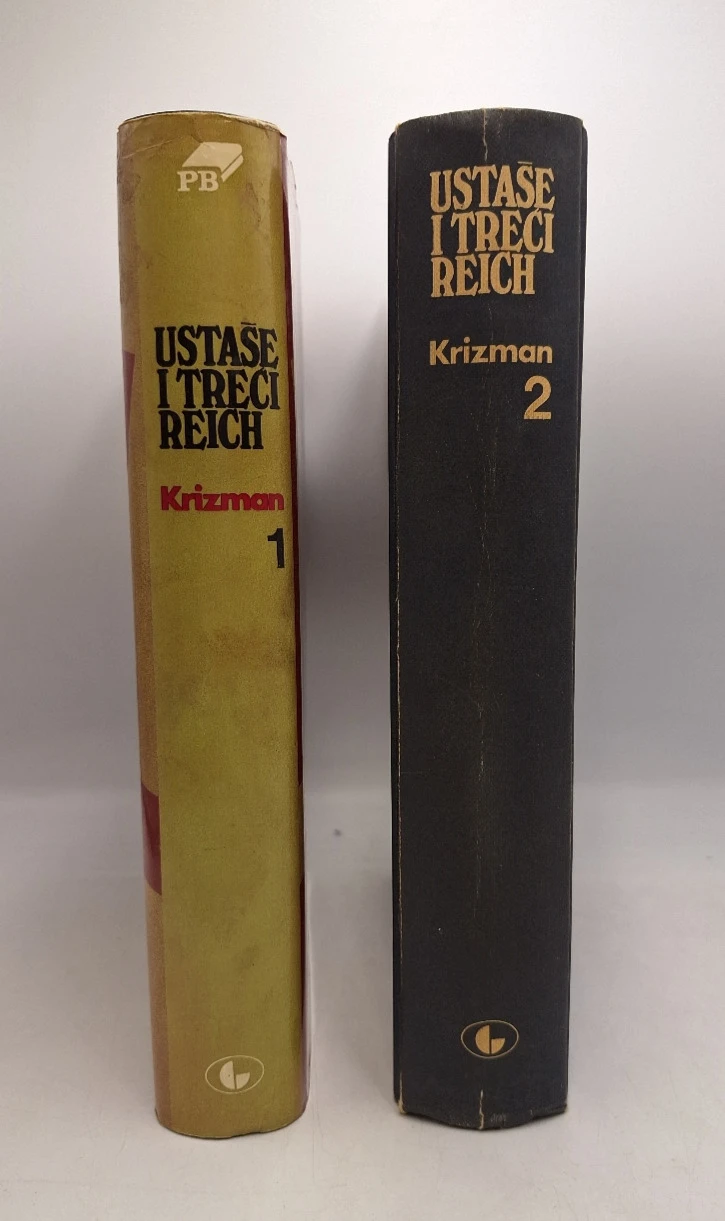 PB
USTAŠE
I TREĆI
REICH
Krizman
1
USTAŠE
I TREĆI
REICH
Krizman
2